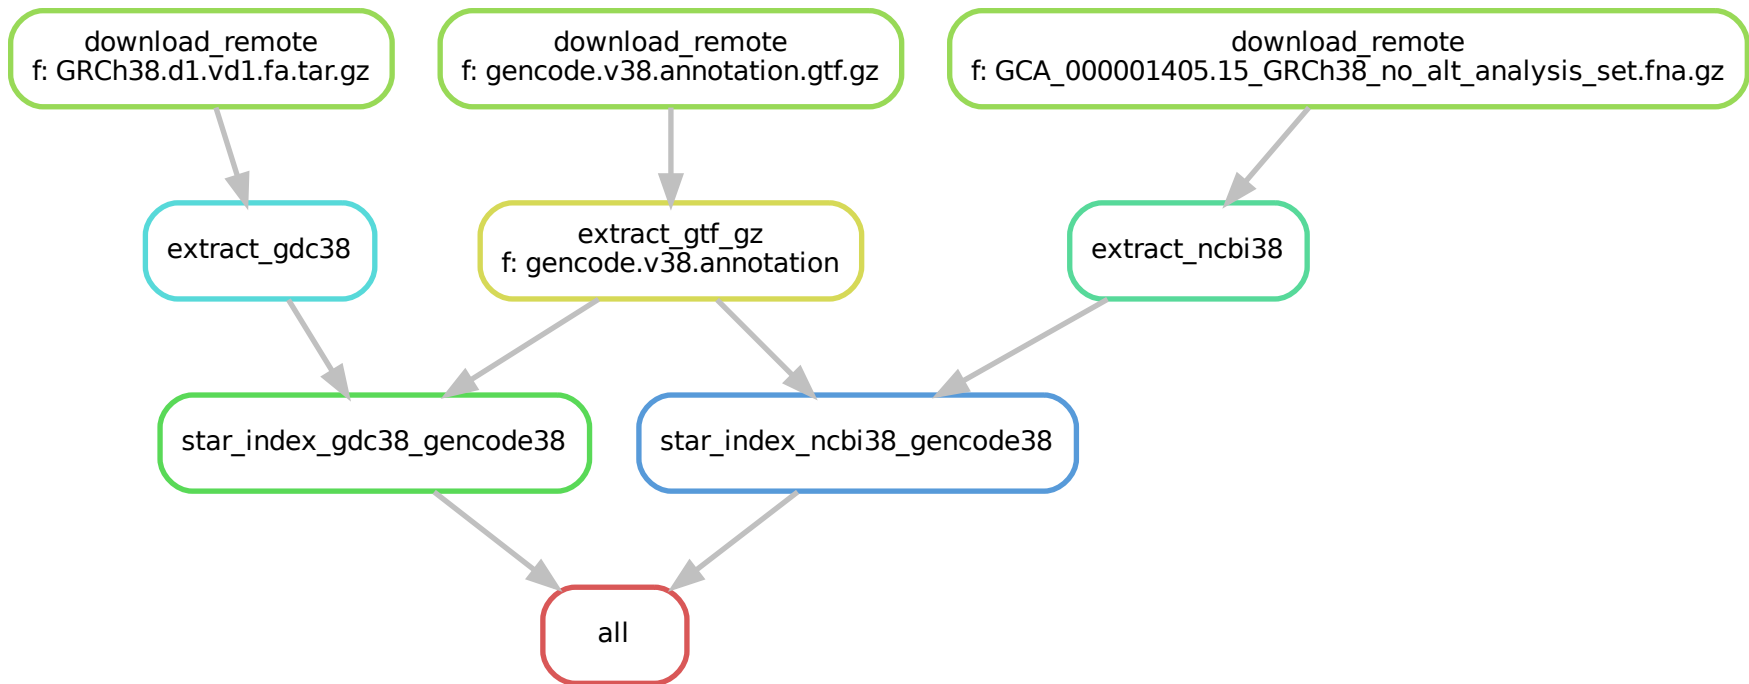 download_remote
f: GRCh38.d1.vd1.fa.tar.gz
download_remote
f: gencode.v38.annotation.gtf.gz
download_remote
f: GCA_000001405.15_GRCh38_no_alt_analysis_set.fna.gz
extract_gdc38
extract_gtf_gz
f: gencode.v38.annotation
extract_ncbi38
star_index_gdc38_gencode38
star_index_ncbi38_gencode38
all